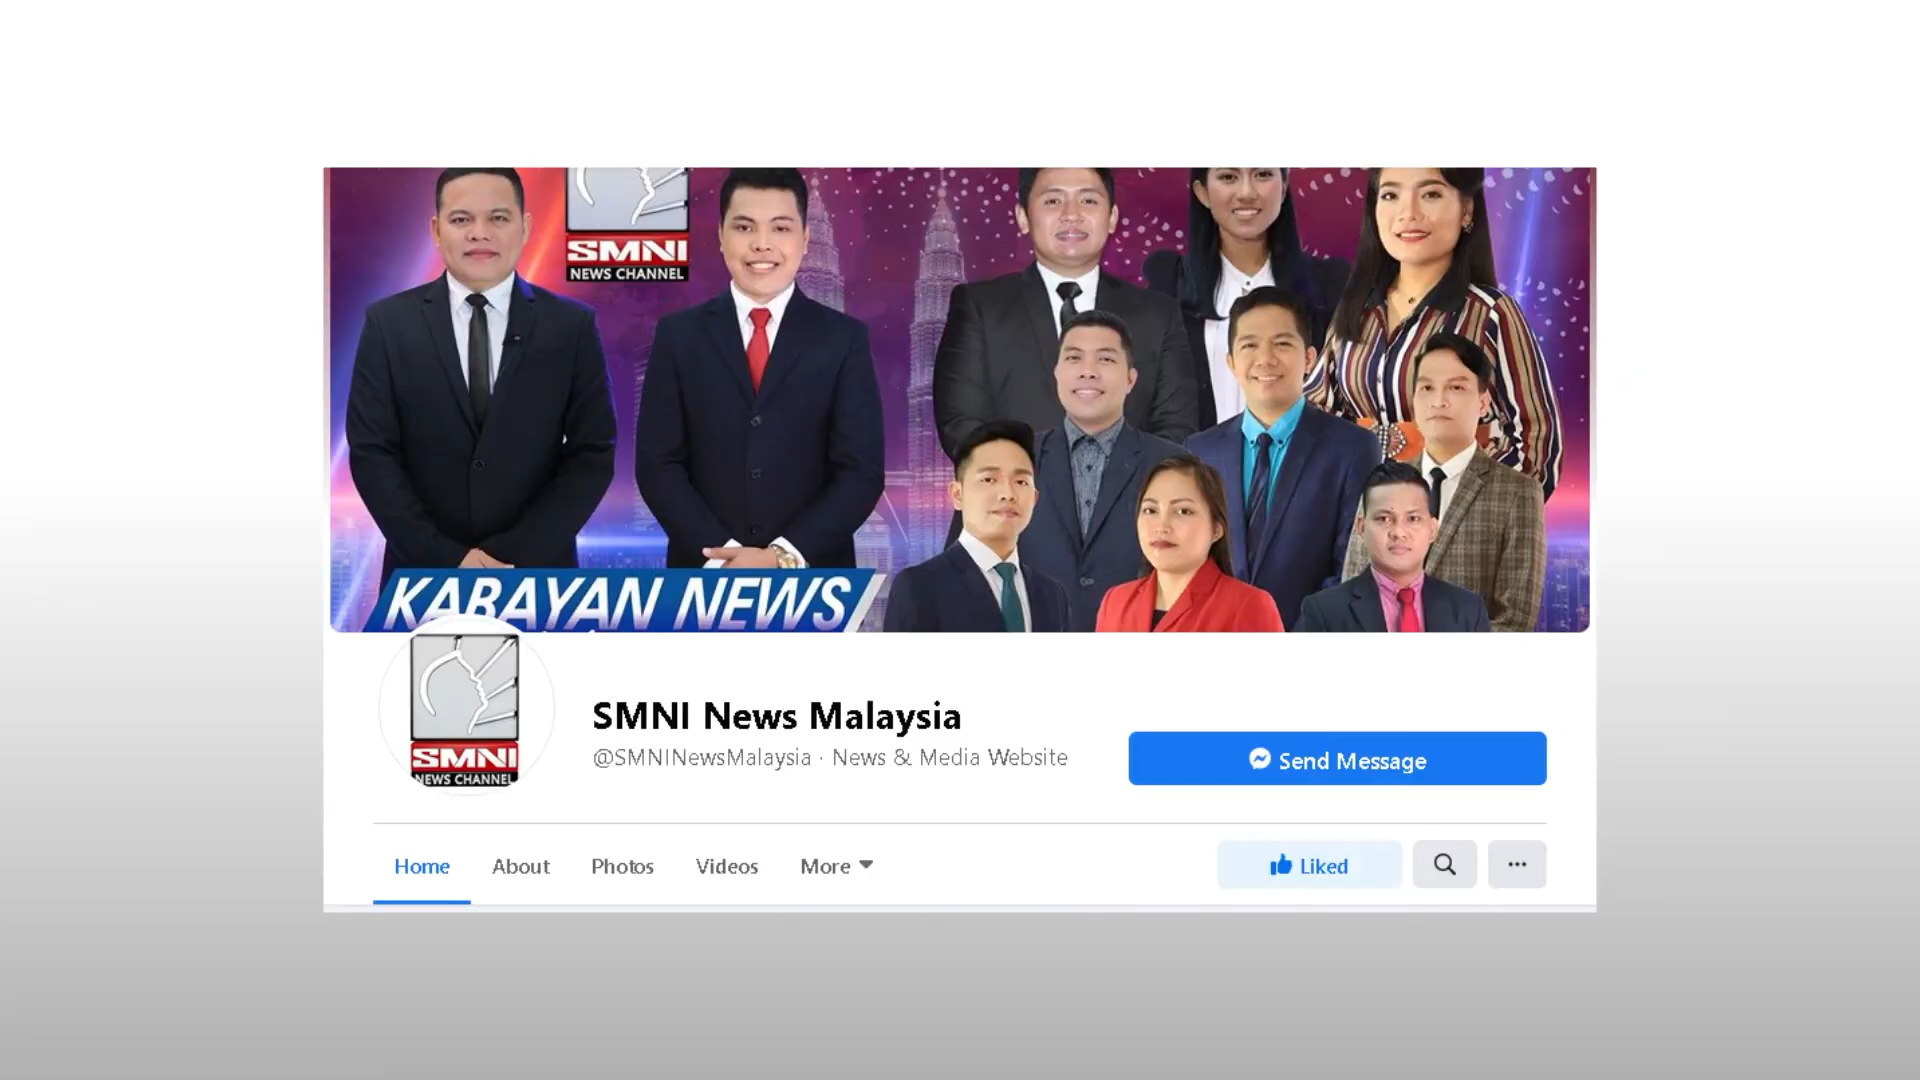 SMNI
NEWS CHANNEL
KABAYAN NEWS
SMNI
NEWS CHANNEL
SMNI News Malaysia
@SMNINewsMalaysia · News & Media Website
Send Message
Home About Photos Videos More
Liked